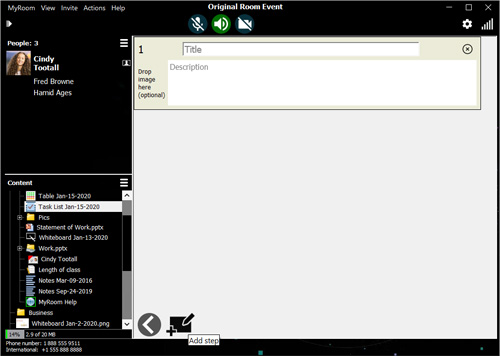 MyRoom View Invite Actions Help
Original Room Event
People: 3
Cindy
Tootall
Fred Browne
Hamid Ages
1
Title
Description
Drop
image
here
(optional)
Content
Table Jan-15-2020
Task List Jan-15-2020
Pics
Statement of Work.pptx
Whiteboard Jan-13-2020
Work.pptx
Cindy Tootall
Length of class
Notes Mar-09-2016
Notes Sep-24-2019
MyRoom Help
Business
Whiteboard Jan-2-2020.png
14% 2.9 of 20 MB
Phone number: 1 888 555 9511
International: +1 555 888 8888
Add step